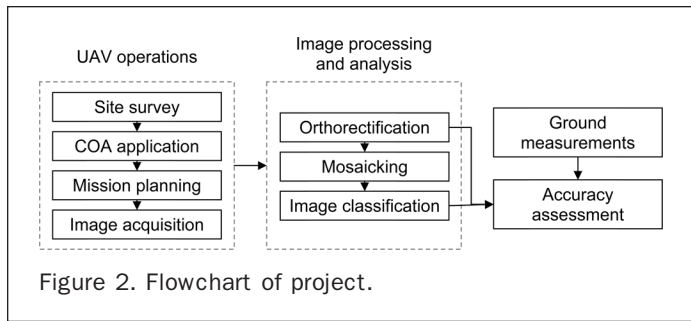 UAV operations
Site survey
COA application
Mission planning
Image acquisition
Image processing
and analysis
Orthorectification
Mosaicking
Image classification
Ground
measurements
Accuracy
assessment
Figure 2. Flowchart of project.